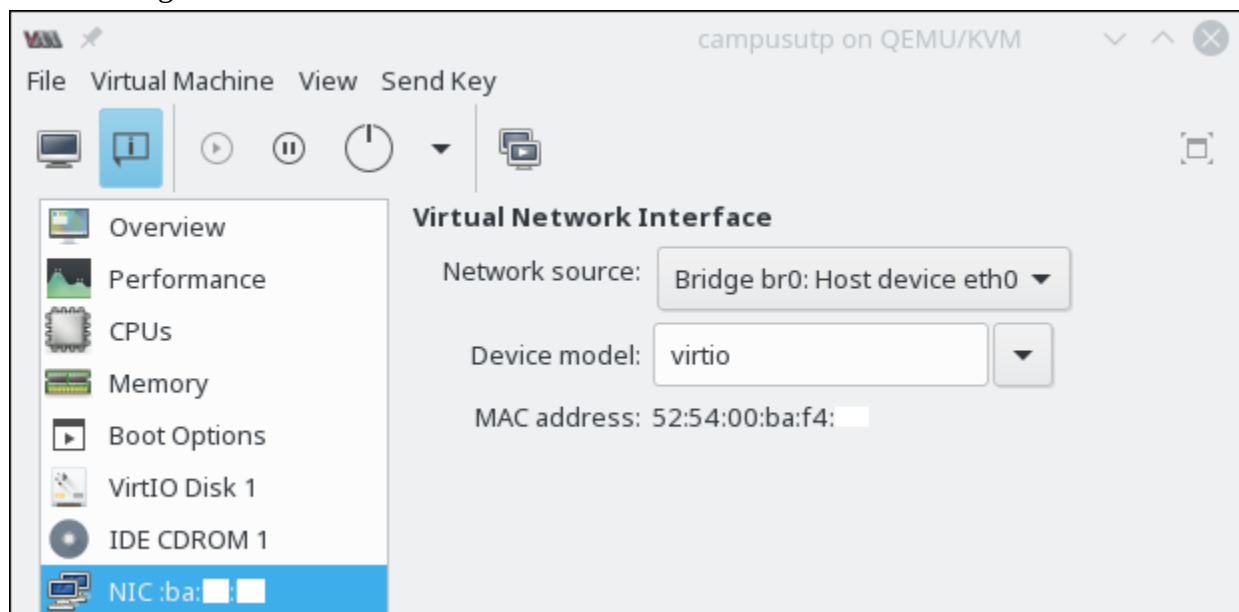 campusutp on QEMU/KVM
File Virtual Machine View Send Key
Overview
Performance
CPUs
Memory
Boot Options
VirtIO Disk 1
IDE CDROM 1
NIC :ba: :
Virtual Network Interface
Network source: Bridge br0: Host device eth0
Device model: virtio
MAC address: 52:54:00:ba:f4: